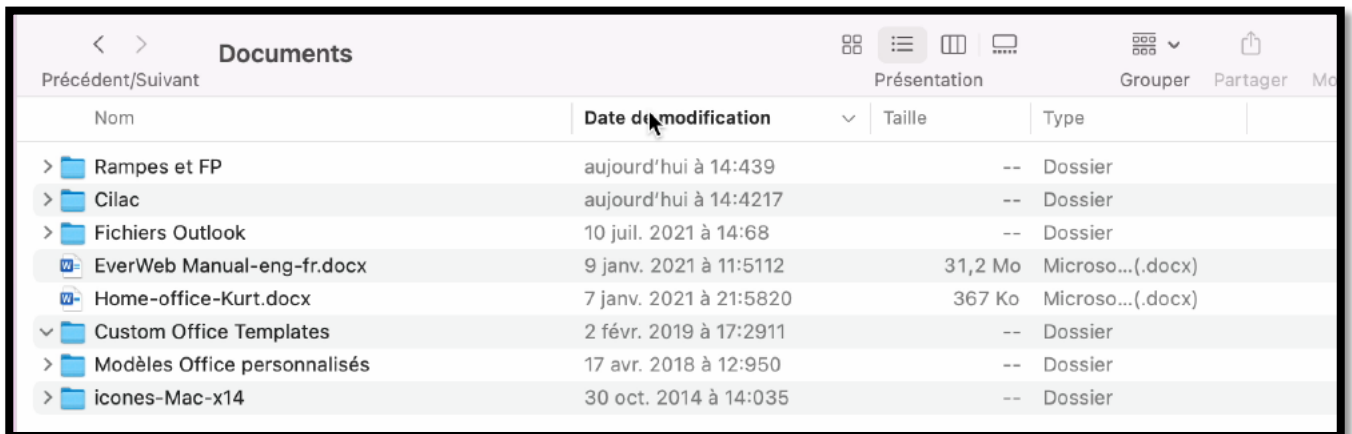 Documents
Précédent/Suivant Présentation Grouper Partager Mo
Nom Date de modification Taille Type
Rampes et FP aujourd'hui à 14:439 -- Dossier
Cilac aujourd'hui à 14:4217 -- Dossier
Fichiers Outlook 10 juil. 2021 à 14:68 -- Dossier
EverWeb Manual-eng-fr.docx 9 janv. 2021 à 11:5112 31,2 Mo Microso...(.docx)
Home-office-Kurt.docx 7 janv. 2021 à 21:5820 367 Ko Microso...(.docx)
Custom Office Templates 2 févr. 2019 à 17:2911 -- Dossier
Modèles Office personnalisés 17 avr. 2018 à 12:950 -- Dossier
icones-Mac-x14 30 oct. 2014 à 14:035 -- Dossier